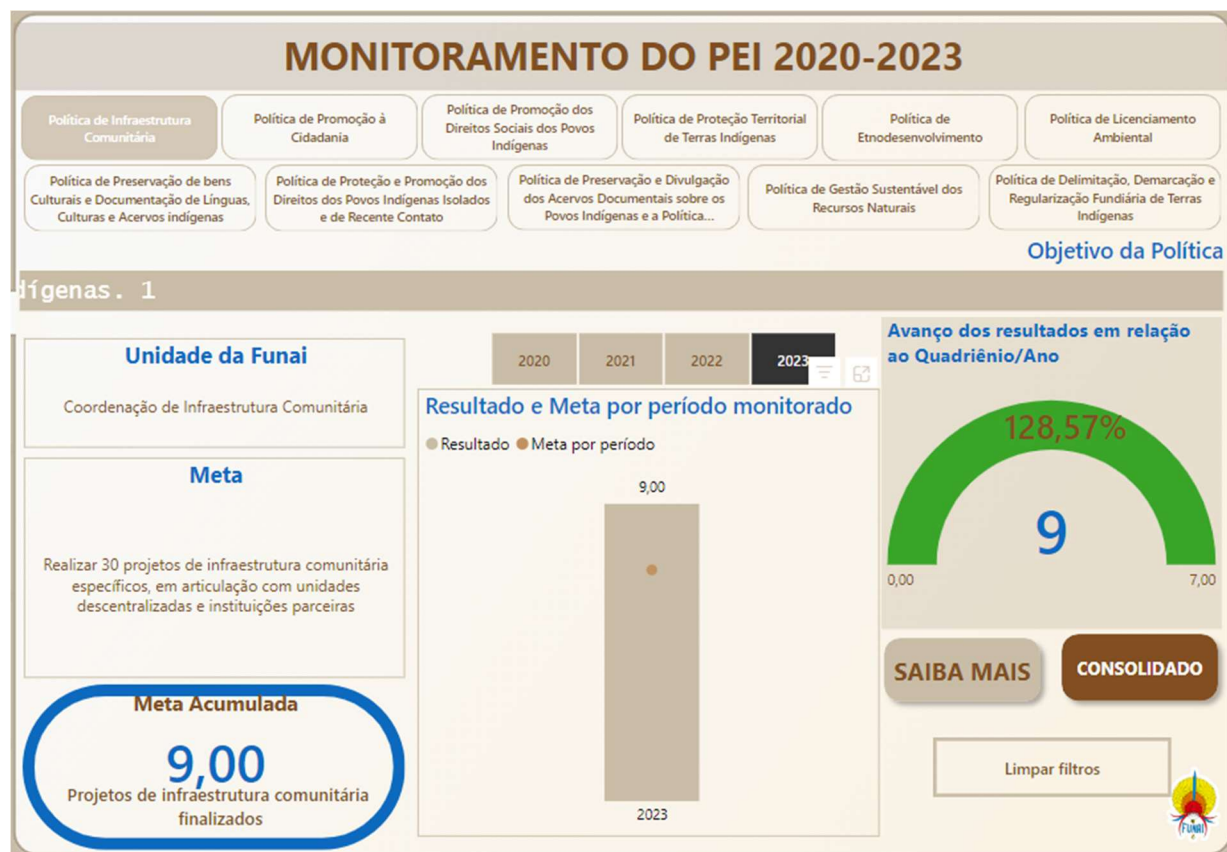 MONITORAMENTO DO PEI 2020-2023
Política de Infraestrutura
Comunitária
Política de Promoção à
Cidadania
Política de Promoção dos
Direitos Sociais dos Povos
Indígenas
Política de Proteção Territorial
de Terras Indígenas
Política de
Etnodesenvolvimento
Política de Licenciamento
Ambiental
Política de Preservação de bens
Culturais e Documentação de Línguas,
Culturas e Acervos indígenas
Política de Proteção e Promoção dos
Direitos dos Povos Indígenas Isolados
e de Recente Contato
Política de Preservação e Divulgação
dos Acervos Documentais sobre os
Povos Indígenas e a Política...
Política de Gestão Sustentável dos
Recursos Naturais
Política de Delimitação, Demarcação e
Regularização Fundiária de Terras
Indígenas
Objetivo da Política
dígenas. 1
Unidade da Funai
Coordenação de Infraestrutura Comunitária
Meta
Realizar 30 projetos de infraestrutura comunitária
específicos, em articulação com unidades
descentralizadas e instituições parceiras
Meta Acumulada
9,00
Projetos de infraestrutura comunitária
finalizados
2020
2021
2022
2023
Resultado e Meta por período monitorado
Resultado
Meta por período
9,00
2023
Avanço dos resultados em relação
ao Quadriênio/Ano
128,57%
9
0,00
7,00
SAIBA MAIS
CONSOLIDADO
Limpar filtros
FUNAI